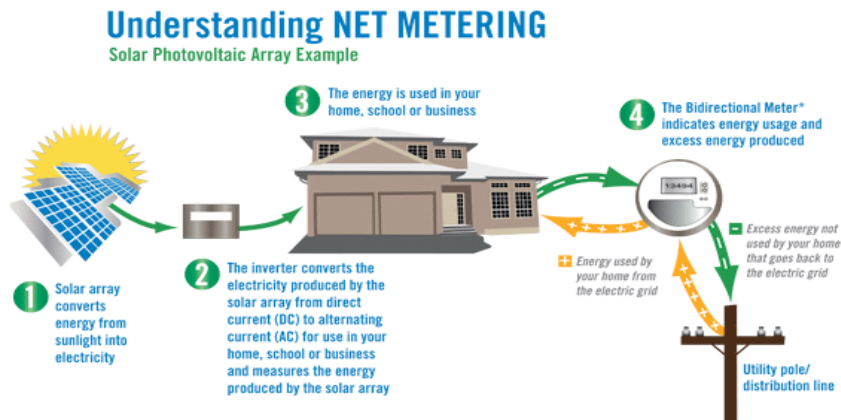 Understanding NET METERING
Solar Photovoltaic Array Example
3
The energy is used in your
home, school or business
4
The Bidirectional Meter*
indicates energy usage and
excess energy produced
13494
Excess energy not
used by your home
that goes back to
the electric grid
Energy used by
your home from
the electric grid
1
Solar array
converts
energy from
sunlight into
electricity
2
The inverter converts the
electricity produced by the
solar array from direct
current (DC) to alternating
current (AC) for use in your
home, school or business
and measures the energy
produced by the solar array
Utility pole/
distribution line